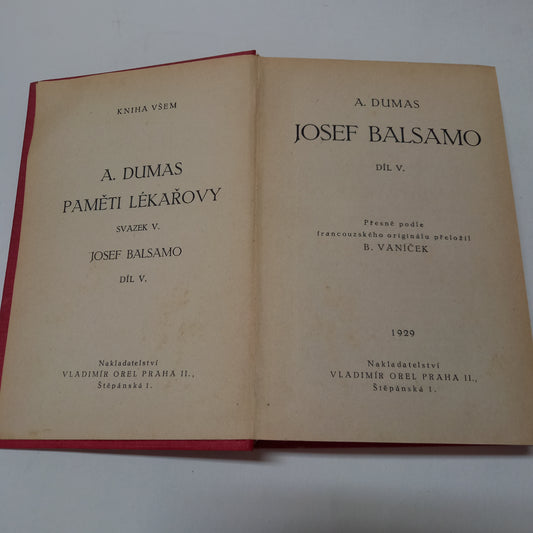 KNIHA VŠEM
A. DUMAS
PAMĚTI LÉKAŘOVY
SVAZEK V.
JOSEF BALSAMO
DÍL V.
Nakladatelství
VLADIMÍR OREL PRAHA II.,
Štěpánská 1.
A. DUMAS
JOSEF BALSAMO
DÍL V.
Přesně podle
francouzského originálu přeložil
B. VANÍČEK
1929
Nakladatelství
VLADIMÍR OREL PRAHA II.,
Štěpánská 1.